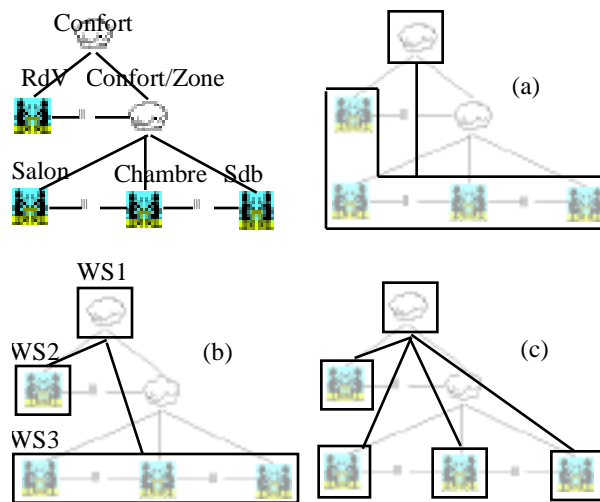 Confort
RdV Confort/Zone
(a)
Salon Chambre Sdb
WS1
WS2 (b)
(c)
WS3